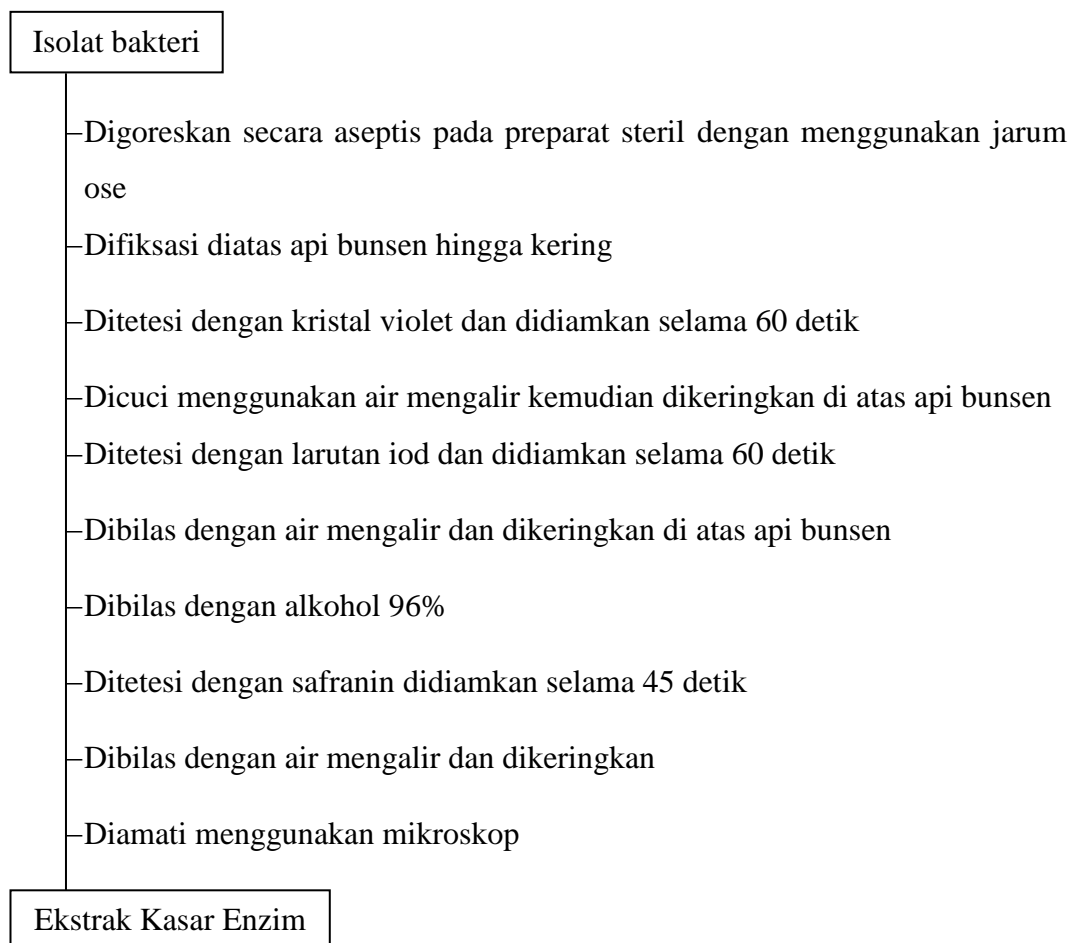 Isolat bakteri
Digoreskan secara aseptis pada preparat steril dengan menggunakan jarum
ose
Difiksasi diatas api bunsen hingga kering
Ditetesi dengan kristal violet dan didiamkan selama 60 detik
Dicuci menggunakan air mengalir kemudian dikeringkan di atas api bunsen
Ditetesi dengan larutan iod dan didiamkan selama 60 detik
Dibilas dengan air mengalir dan dikeringkan di atas api bunsen
Dibilas dengan alkohol 96%
Ditetesi dengan safranin didiamkan selama 45 detik
Dibilas dengan air mengalir dan dikeringkan
Diamati menggunakan mikroskop
Ekstrak Kasar Enzim